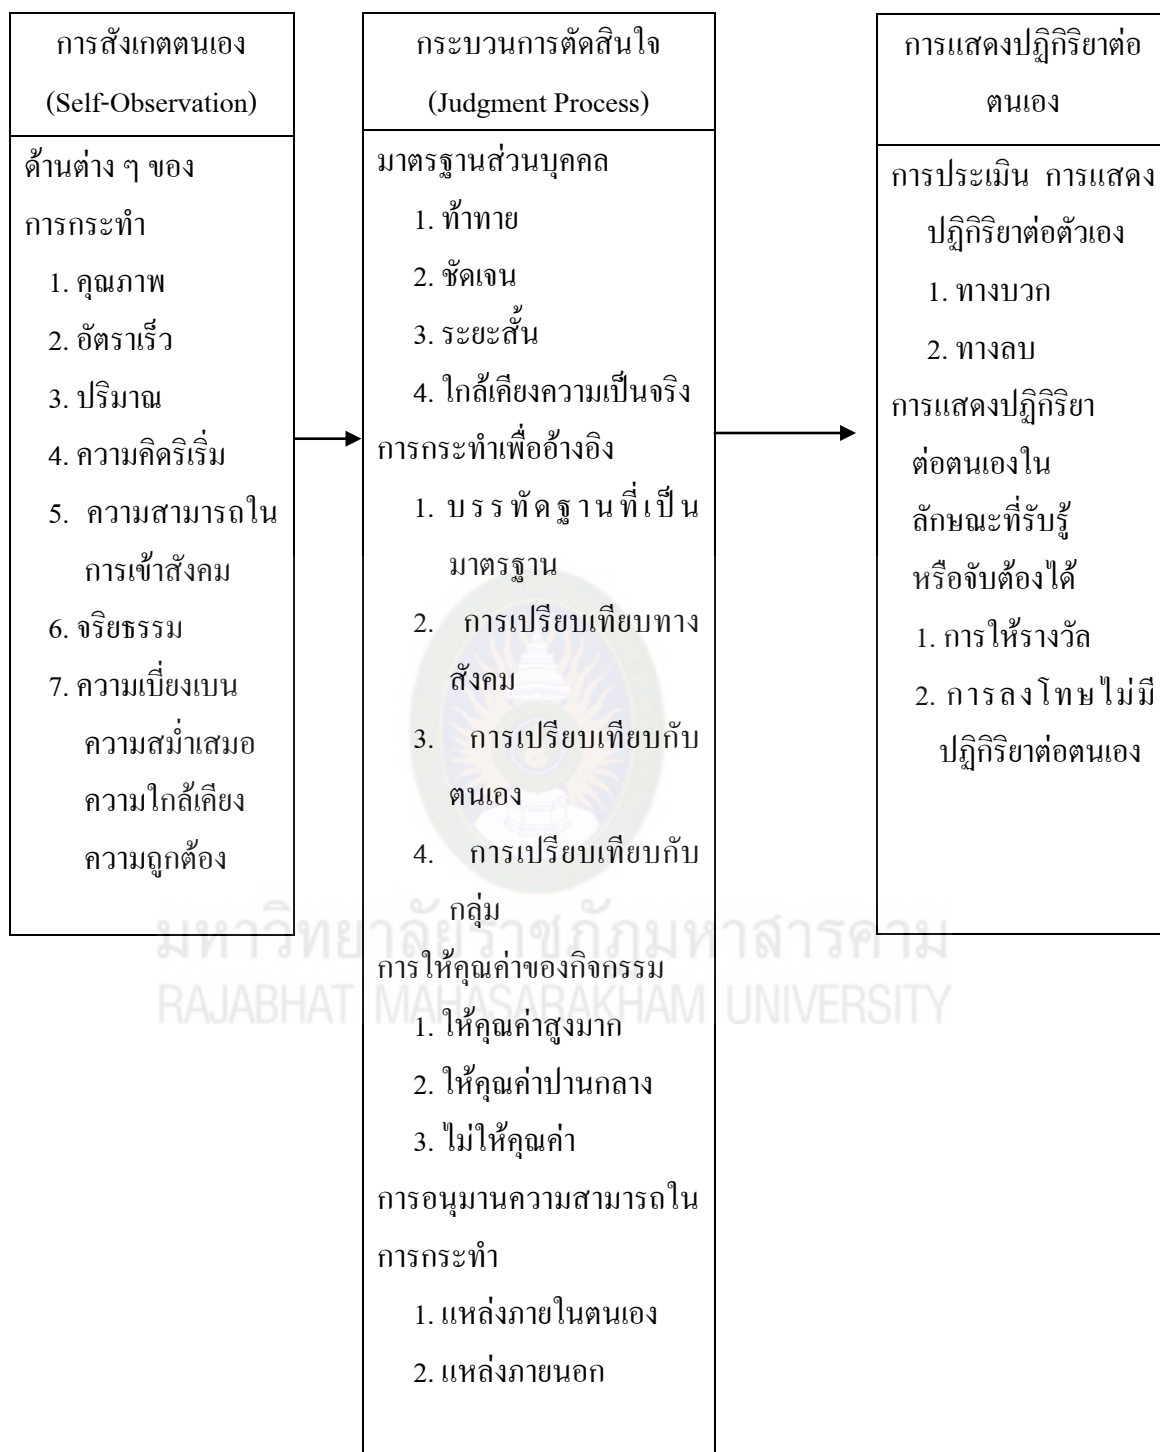 การสังเกตตนเอง
(Self-Observation)
ด้านต่าง ๆ ของ
การกระทำ
1. คุณภาพ
2. อัตราเร็ว
3. ปริมาณ
4. ความคิดริเริ่ม
5. ความสามารถใน
การเข้าสังคม
6. จริยธรรม
7. ความเบี่ยงเบน
ความสม่ำเสมอ
ความใกล้เคียง
ความถูกต้อง
กระบวนการตัดสินใจ
(Judgment Process)
มาตรฐานส่วนบุคคล
1. ท้าทาย
2. ชัดเจน
3. ระยะสั้น
4. ใกล้เคียงความเป็นจริง
การกระทำเพื่ออ้างอิง
1. บรรทัดฐานที่เป็น
มาตรฐาน
2. การเปรียบเทียบทาง
สังคม
3. การเปรียบเทียบกับ
ตนเอง
4. การเปรียบเทียบกับ
กลุ่ม
การให้คุณค่าของกิจกรรม
1. ให้คุณค่าสูงมาก
2. ให้คุณค่าปานกลาง
3. ไม่ให้คุณค่า
การอนุมานความสามารถใน
การกระทำ
1. แหล่งภายในตนเอง
2. แหล่งภายนอก
การแสดงปฏิกิริยาต่อ
ตนเอง
การประเมิน การแสดง
ปฏิกิริยาต่อตัวเอง
1. ทางบวก
2. ทางลบ
การแสดงปฏิกิริยา
ต่อตนเองใน
ลักษณะที่รับรู้
หรือจับต้องได้
1. การให้รางวัล
2. การลงโทษไม่มี
ปฏิกิริยาต่อตนเอง
มหาวิทยาลัยราชภัฏมหาสารคาม
RAJABHAT MAHASARAKHAM UNIVERSITY